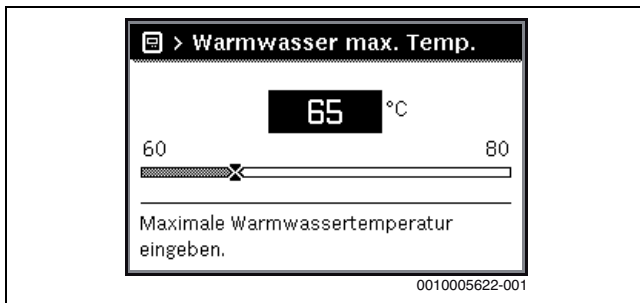 > Warmwasser max. Temp.
65 °C
60 80
Maximale Warmwassertemperatur
eingeben.
0010005622-001